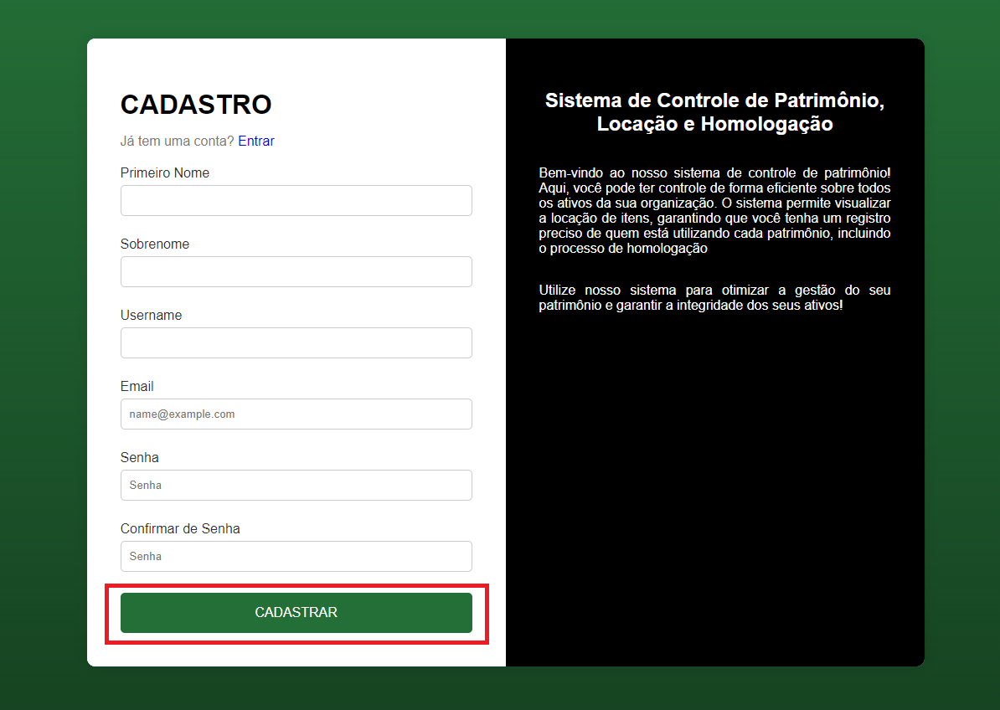 CADASTRO
Já tem uma conta? Entrar
Primeiro Nome
Sobrenome
Username
Email
name@example.com
Senha
Senha
Confirmar de Senha
Senha
CADASTRAR
Sistema de Controle de Patrimônio,
Locação e Homologação
Bem-vindo ao nosso sistema de controle de patrimônio!
Aqui, você pode ter controle de forma eficiente sobre todos
os ativos da sua organização. O sistema permite visualizar
a locação de itens, garantindo que você tenha um registro
preciso de quem está utilizando cada patrimônio, incluindo
o processo de homologação
Utilize nosso sistema para otimizar a gestão do seu
patrimônio e garantir a integridade dos seus ativos!